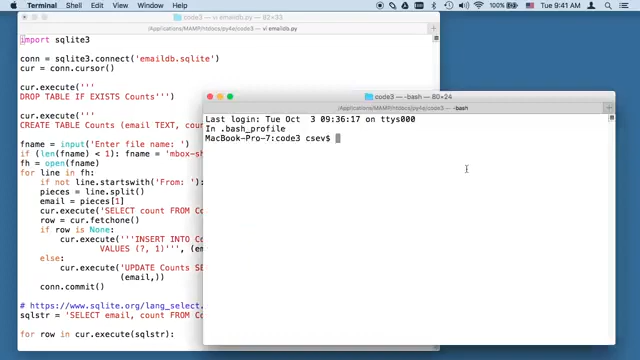 Terminal Shell Edit View Window Help
100% Tue 9:41 AM
code3 — vi emaildb.py — 82×33
/Applications/MAMP/htdocs/py4e/code3 — vi emaildb.py
import sqlite3
conn = sqlite3.connect('emaildb.sqlite')
cur = conn.cursor()
cur.execute('''
DROP TABLE IF EXISTS Counts''')
cur.execute('''
CREATE TABLE Counts (email TEXT, coun
fname = input('Enter file name: ')
if (len(fname) < 1): fname = 'mbox-sh
fh = open(fname)
for line in fh:
if not line.startswith('From: '):
pieces = line.split()
email = pieces[1]
cur.execute('SELECT count FROM Co
row = cur.fetchone()
if row is None:
cur.execute('''INSERT INTO Co
VALUES (?, 1)''', (em
else:
cur.execute('UPDATE Counts SE
(email,))
conn.commit()
# https://www.sqlite.org/lang_select.
sqlstr = 'SELECT email, count FROM Co
for row in cur.execute(sqlstr):
code3 — -bash — 80×24
/Applications/MAMP/htdocs/py4e/code3 — -bash
Last login: Tue Oct 3 09:36:17 on ttys000
In .bash_profile
MacBook-Pro-7:code3 csev$